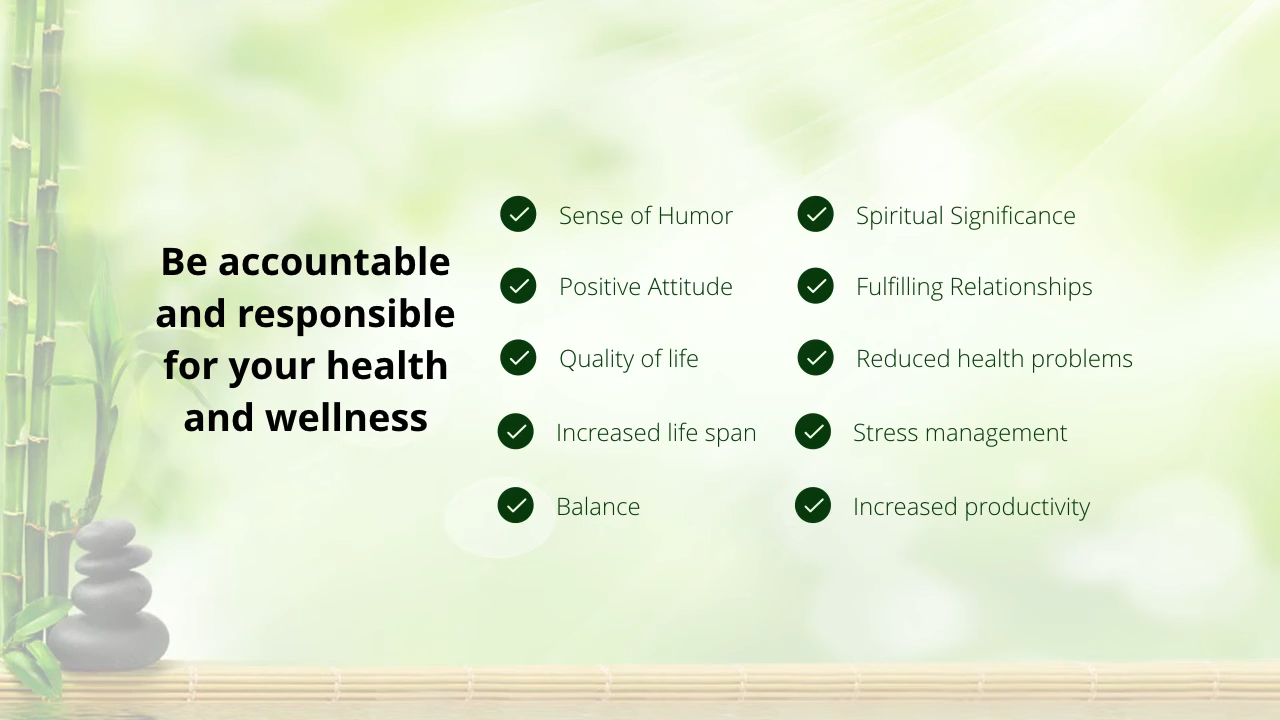 Be accountable
and responsible
for your health
and wellness
Sense of Humor
Positive Attitude
Quality of life
Increased life span
Balance
Spiritual Significance
Fulfilling Relationships
Reduced health problems
Stress management
Increased productivity